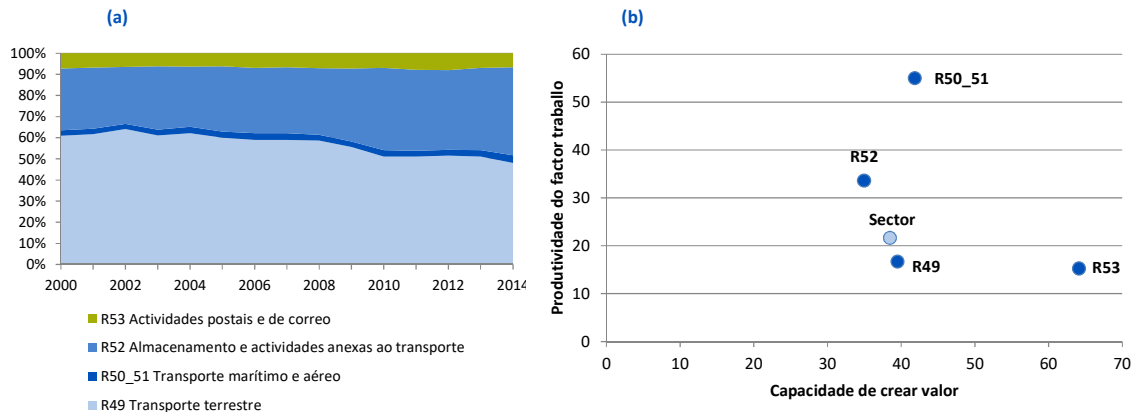 (a)
100%
90%
80%
70%
60%
50%
40%
30%
20%
10%
0%
2000 2002 2004 2006 2008 2010 2012 2014
R53 Actividades postais e de correo
R52 Almacenamento e actividades anexas ao transporte
R50_51 Transporte marítimo e aéreo
R49 Transporte terrestre
(b)
Produtividade do factor traballo
60
50
40
30
20
10
0
R50_51
R52
Sector
R49
R53
0 10 20 30 40 50 60 70
Capacidade de crear valor